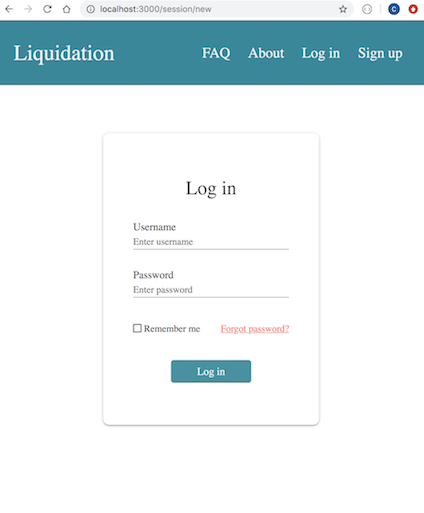 localhost:3000/session/new
C
Liquidation FAQ About Log in Sign up
Log in
Username
Enter username
Password
Enter password
Remember me Forgot password?
Log in